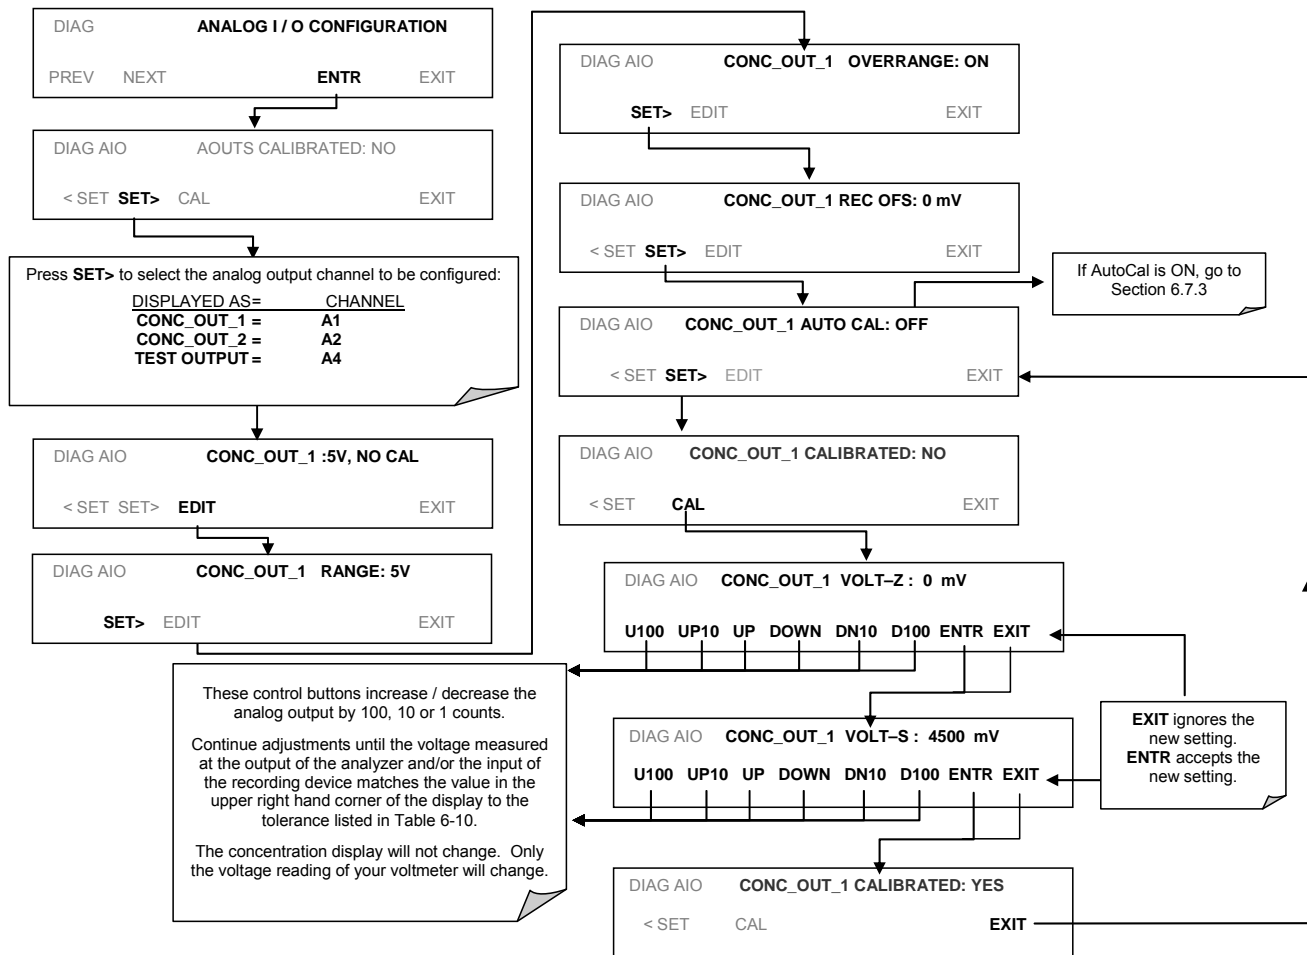 DIAG ANALOG I / O CONFIGURATION
PREV NEXT ENTR EXIT
DIAG AIO AOUTS CALIBRATED: NO
< SET SET> CAL EXIT
Press SET> to select the analog output channel to be configured:
DISPLAYED AS= CHANNEL
CONC_OUT_1 = A1
CONC_OUT_2 = A2
TEST OUTPUT = A4
DIAG AIO CONC_OUT_1 :5V, NO CAL
< SET SET> EDIT EXIT
DIAG AIO CONC_OUT_1 RANGE: 5V
SET> EDIT EXIT
These control buttons increase / decrease the
analog output by 100, 10 or 1 counts.
Continue adjustments until the voltage measured
at the output of the analyzer and/or the input of
the recording device matches the value in the
upper right hand corner of the display to the
tolerance listed in Table 6-10.
The concentration display will not change. Only
the voltage reading of your voltmeter will change.
DIAG AIO CONC_OUT_1 OVERRANGE: ON
SET> EDIT EXIT
DIAG AIO CONC_OUT_1 REC OFS: 0 mV
< SET SET> EDIT EXIT
If AutoCal is ON, go to
Section 6.7.3
DIAG AIO CONC_OUT_1 AUTO CAL: OFF
< SET SET> EDIT EXIT
DIAG AIO CONC_OUT_1 CALIBRATED: NO
< SET CAL EXIT
DIAG AIO CONC_OUT_1 VOLT–Z : 0 mV
U100 UP10 UP DOWN DN10 D100 ENTR EXIT
EXIT ignores the
new setting.
ENTR accepts the
new setting.
DIAG AIO CONC_OUT_1 VOLT–S : 4500 mV
U100 UP10 UP DOWN DN10 D100 ENTR EXIT
DIAG AIO CONC_OUT_1 CALIBRATED: YES
< SET CAL EXIT